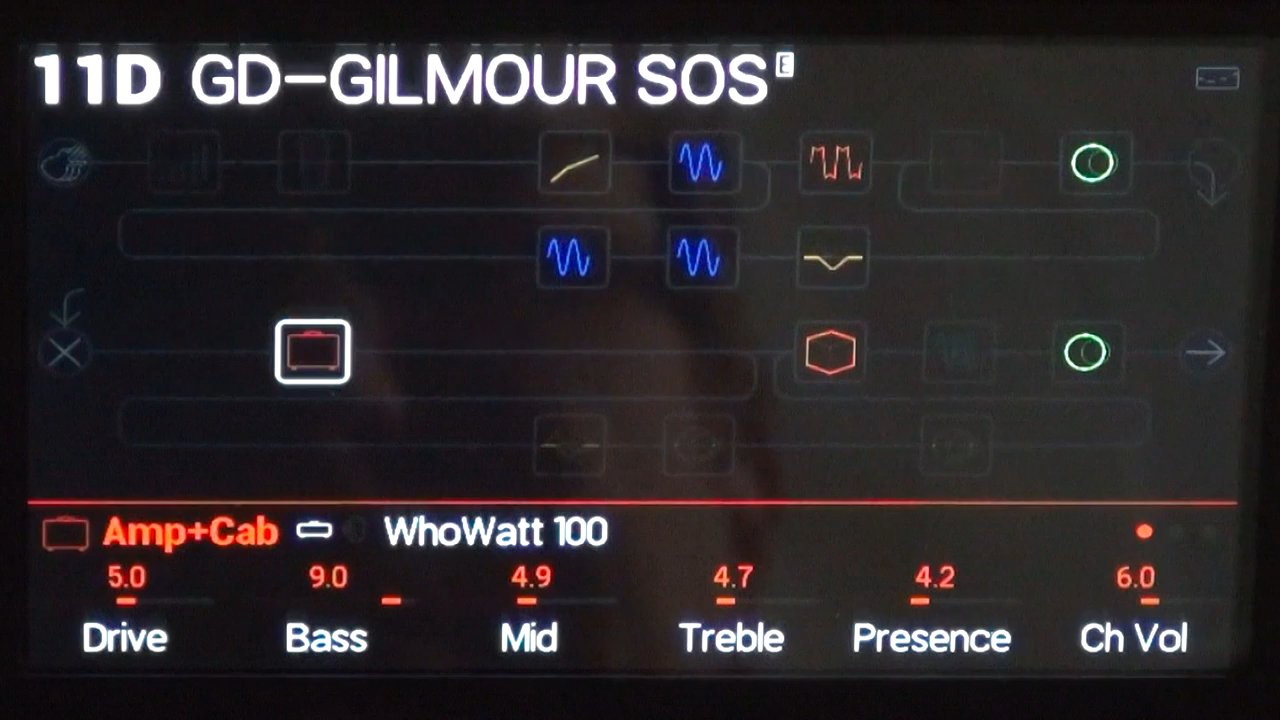 11D GD-GILMOUR SOS E
Amp+Cab WhoWatt 100
5.0 9.0 4.9 4.7 4.2 6.0
Drive Bass Mid Treble Presence Ch Vol